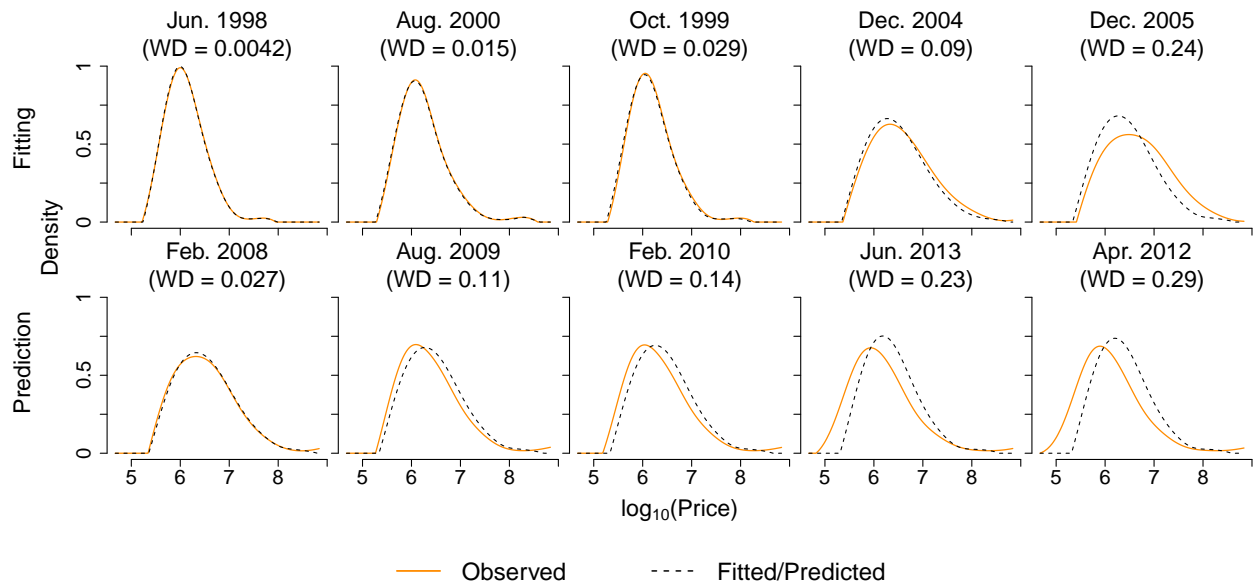 Jun. 1998
(WD = 0.0042)
Aug. 2000
(WD = 0.015)
Oct. 1999
(WD = 0.029)
Dec. 2004
(WD = 0.09)
Dec. 2005
(WD = 0.24)
Fitting
1
0.5
0
Density
Feb. 2008
(WD = 0.027)
Aug. 2009
(WD = 0.11)
Feb. 2010
(WD = 0.14)
Jun. 2013
(WD = 0.23)
Apr. 2012
(WD = 0.29)
Prediction
1
0.5
0
5 6 7 8
5 6 7 8
5 6 7 8
5 6 7 8
5 6 7 8
log₁₀(Price)
Observed
Fitted/Predicted